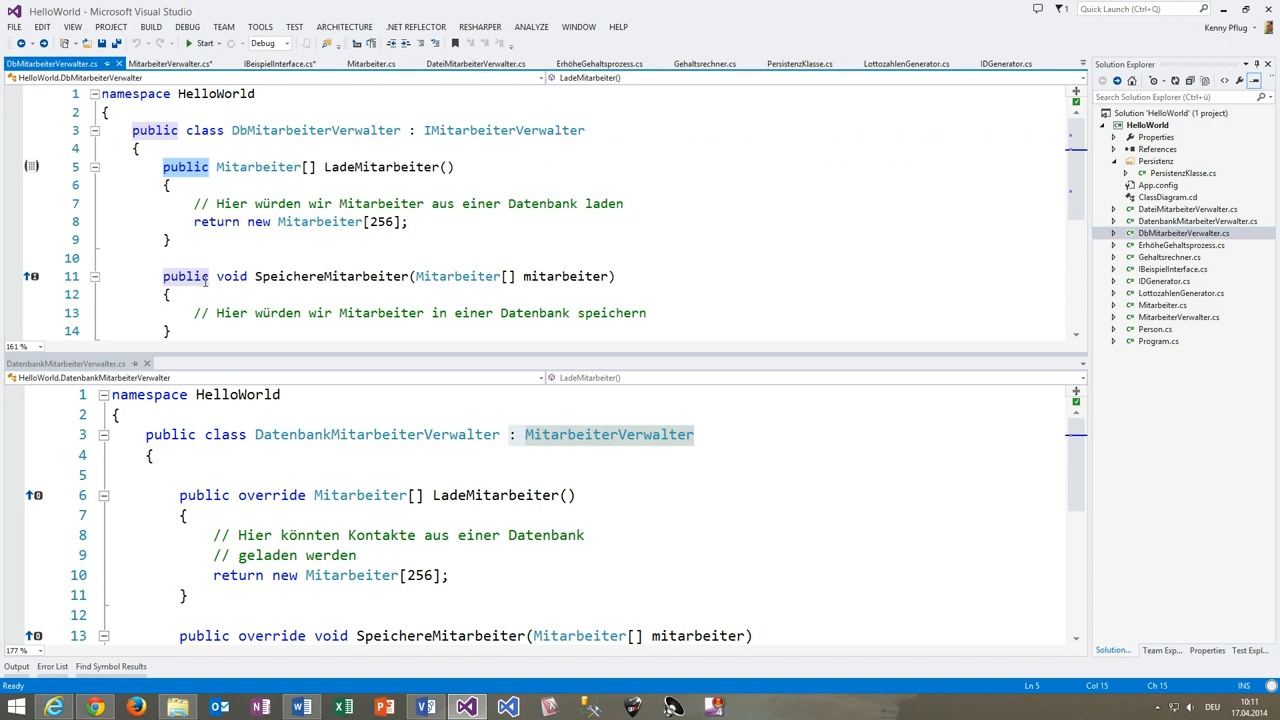 HelloWorld - Microsoft Visual Studio
1
Quick Launch (Ctrl+Q)
FILE EDIT VIEW PROJECT BUILD DEBUG TEAM TOOLS TEST ARCHITECTURE .NET REFLECTOR RESHARPER ANALYZE WINDOW HELP
Kenny Pflug
Start Debug
DbMitarbeiterVerwalter.cs MitarbeiterVerwalter.cs* IBeispielInterface.cs* Mitarbeiter.cs DateiMitarbeiterVerwalter.cs ErhöheGehaltsprozess.cs Gehaltsrechner.cs PersistenzKlasse.cs LottozahlenGenerator.cs IDGenerator.cs
HelloWorld.DbMitarbeiterVerwalter LadeMitarbeiter()
1 namespace HelloWorld
2 {
3 public class DbMitarbeiterVerwalter : IMitarbeiterVerwalter
4 {
5 public Mitarbeiter[] LadeMitarbeiter()
6 {
7 // Hier würden wir Mitarbeiter aus einer Datenbank laden
8 return new Mitarbeiter[256];
9 }
10
11 public void SpeichereMitarbeiter(Mitarbeiter[] mitarbeiter)
12 {
13 // Hier würden wir Mitarbeiter in einer Datenbank speichern
14 }
161 %
DatenbankMitarbeiterVerwalter.cs
HelloWorld.DatenbankMitarbeiterVerwalter LadeMitarbeiter()
1 namespace HelloWorld
2 {
3 public class DatenbankMitarbeiterVerwalter : MitarbeiterVerwalter
4 {
5
6 public override Mitarbeiter[] LadeMitarbeiter()
7 {
8 // Hier könnten Kontakte aus einer Datenbank
9 // geladen werden
10 return new Mitarbeiter[256];
11 }
12
13 public override void SpeichereMitarbeiter(Mitarbeiter[] mitarbeiter)
177 %
Solution Explorer
Search Solution Explorer (Ctrl+ü)
Solution 'HelloWorld' (1 project)
HelloWorld
Properties
References
Persistenz
PersistenzKlasse.cs
App.config
ClassDiagram.cd
DateiMitarbeiterVerwalter.cs
DatenbankMitarbeiterVerwalter.cs
DbMitarbeiterVerwalter.cs
ErhöheGehaltsprozess.cs
Gehaltsrechner.cs
IBeispielInterface.cs
IDGenerator.cs
LottozahlenGenerator.cs
Mitarbeiter.cs
MitarbeiterVerwalter.cs
Person.cs
Program.cs
Solution... Team Exp... Properties Test Expl...
Output Error List Find Symbol Results
Ready Ln 5 Col 15 Ch 15 INS
DEU
10:11
17.04.2014